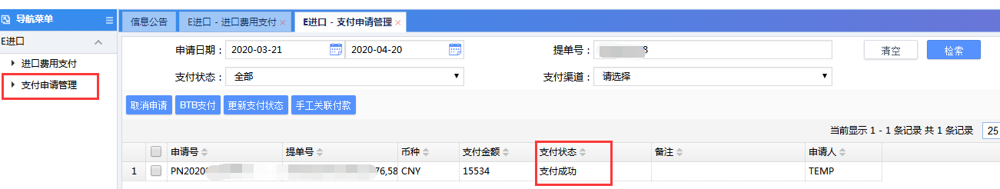 导航菜单
信息公告 E进口 - 进口费用支付 × E进口 - 支付申请管理 ×
E进口
进口费用支付
支付申请管理
申请日期： 2020-03-21 2020-04-20 提单号： 8 清空 检索
支付状态： 全部 支付渠道： 请选择
取消申请 BTB支付 更新支付状态 手工关联付款
当前显示 1 - 1 条记录 共 1 条记录 25
申请号 提单号 币种 支付金额 支付状态 备注 申请人
1 PN2020 76,58 CNY 15534 支付成功 TEMP